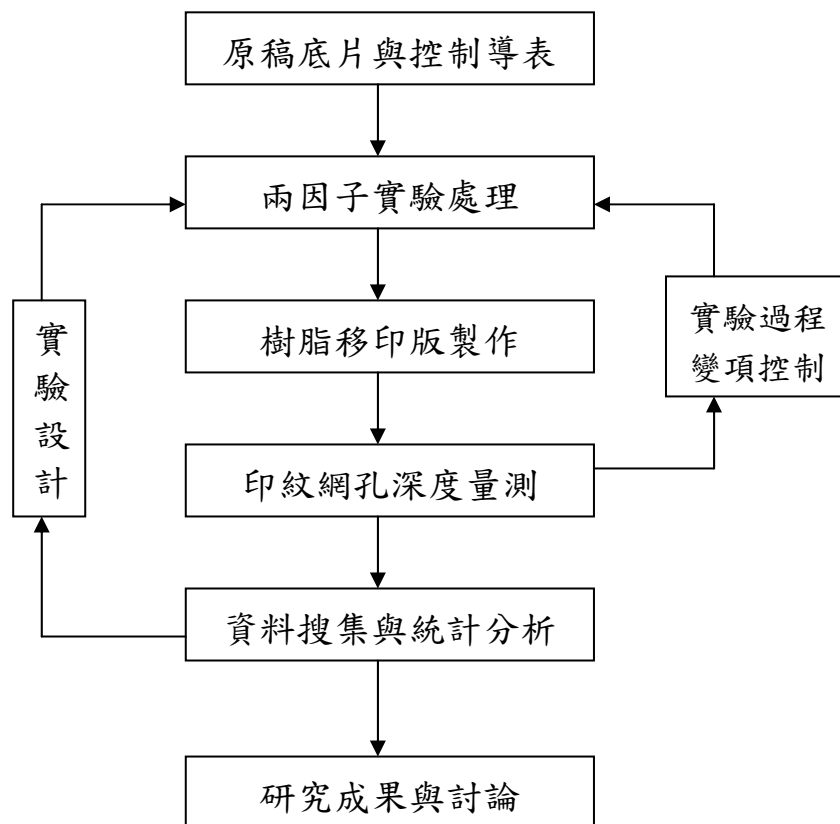 原稿底片與控制導表
兩因子實驗處理
樹脂移印版製作
實驗過程
變項控制
實驗設計
印紋網孔深度量測
資料搜集與統計分析
研究成果與討論